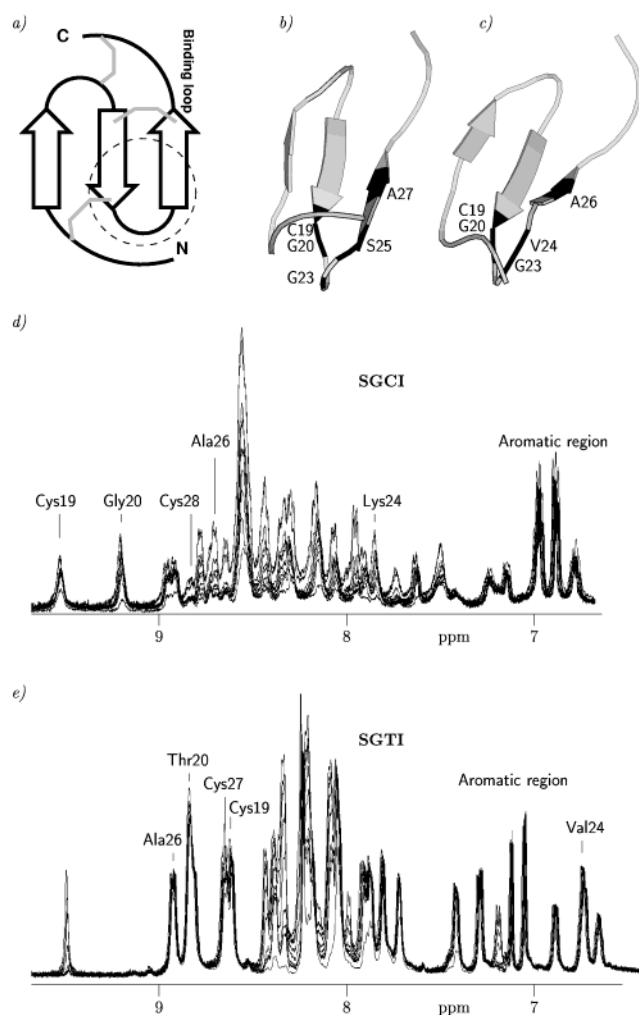 a)
C
Binding loop
N
b)
A27
C19
G20
S25
G23
c)
C19
G20
A26
V24
G23
d)
SGCI
Ala26
Aromatic region
Cys19
Gly20
Cys28
Lys24
9
8
ppm
7
e)
SGTI
Thr20
Cys27
Aromatic region
Cys19
Val24
Ala26
9
8
ppm
7